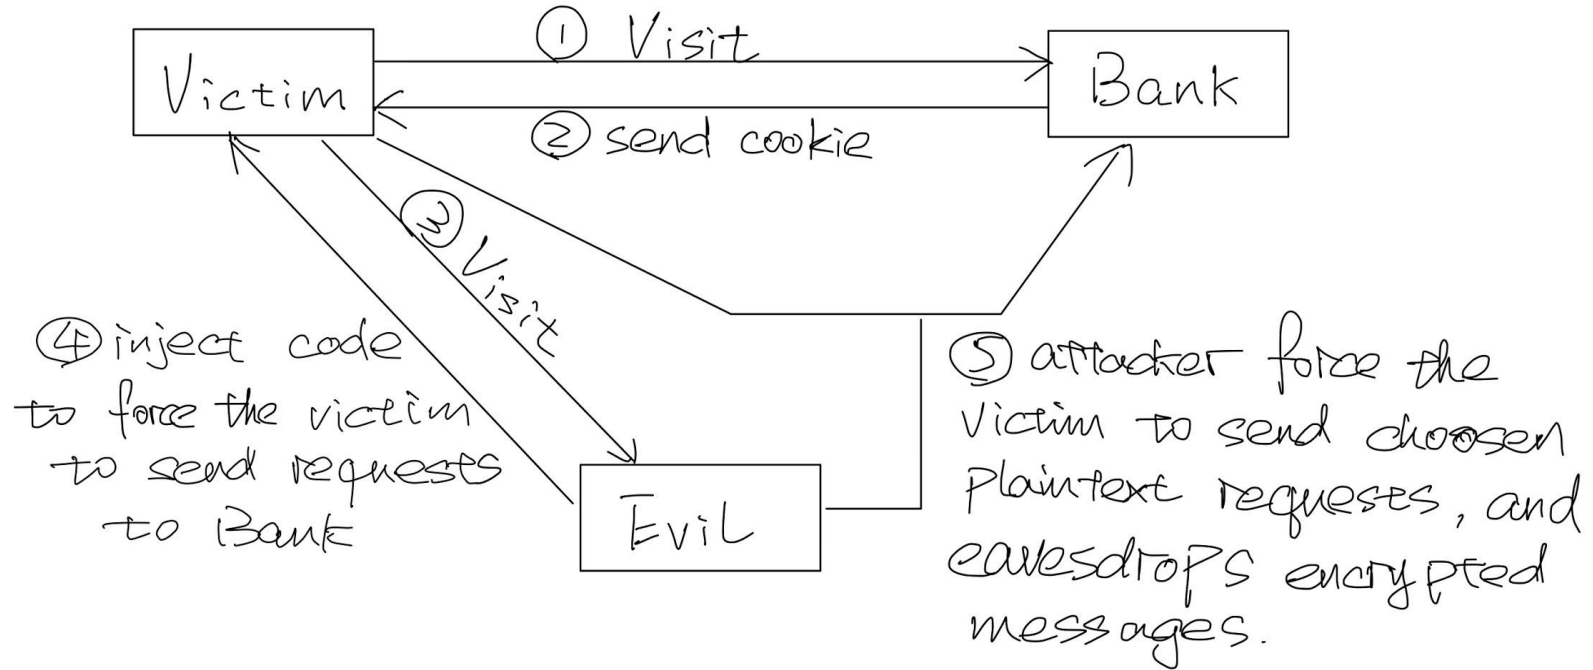 ① Visit
Victim
Bank
② send cookie
③ Visit
④ inject code
to force the victim
to send requests
to Bank
⑤ attacker force the
victim to send choosen
plaintext requests, and
eavesdrops encrypted
messages.
Evil